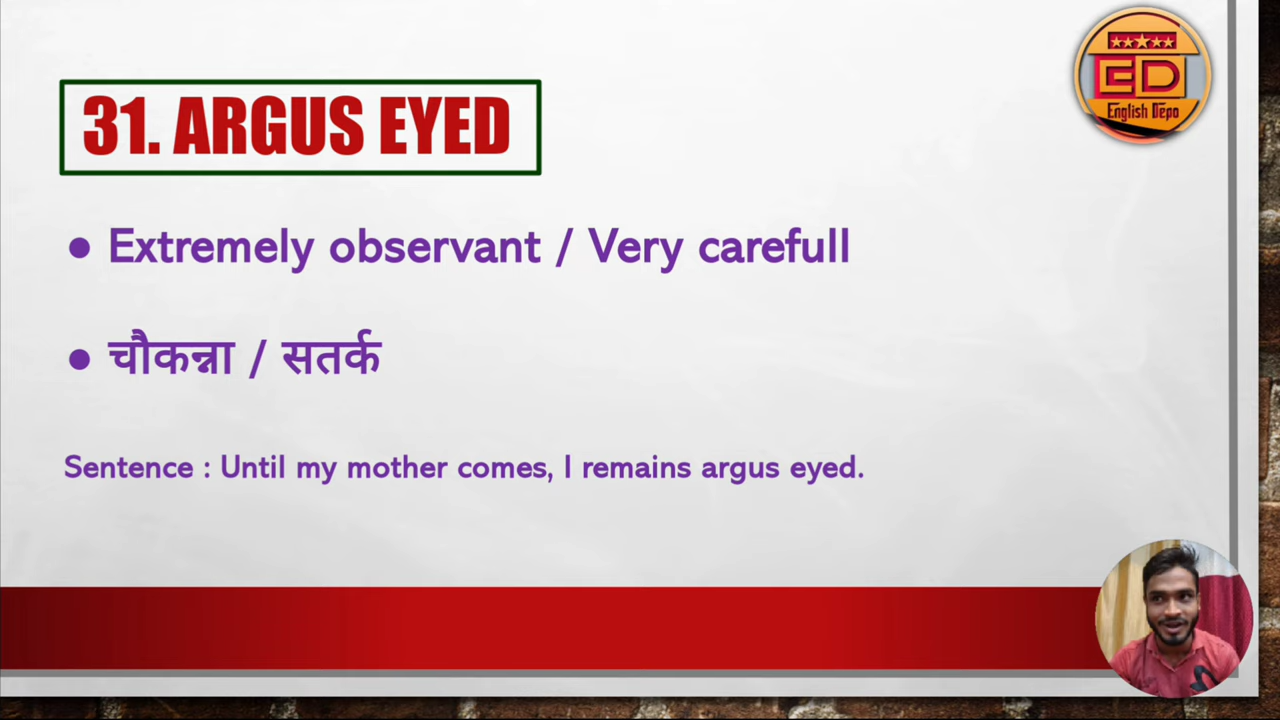 ED
English Depo
31. ARGUS EYED
• Extremely observant / Very carefull
• चौकन्ना / सतर्क
Sentence : Until my mother comes, I remains argus eyed.